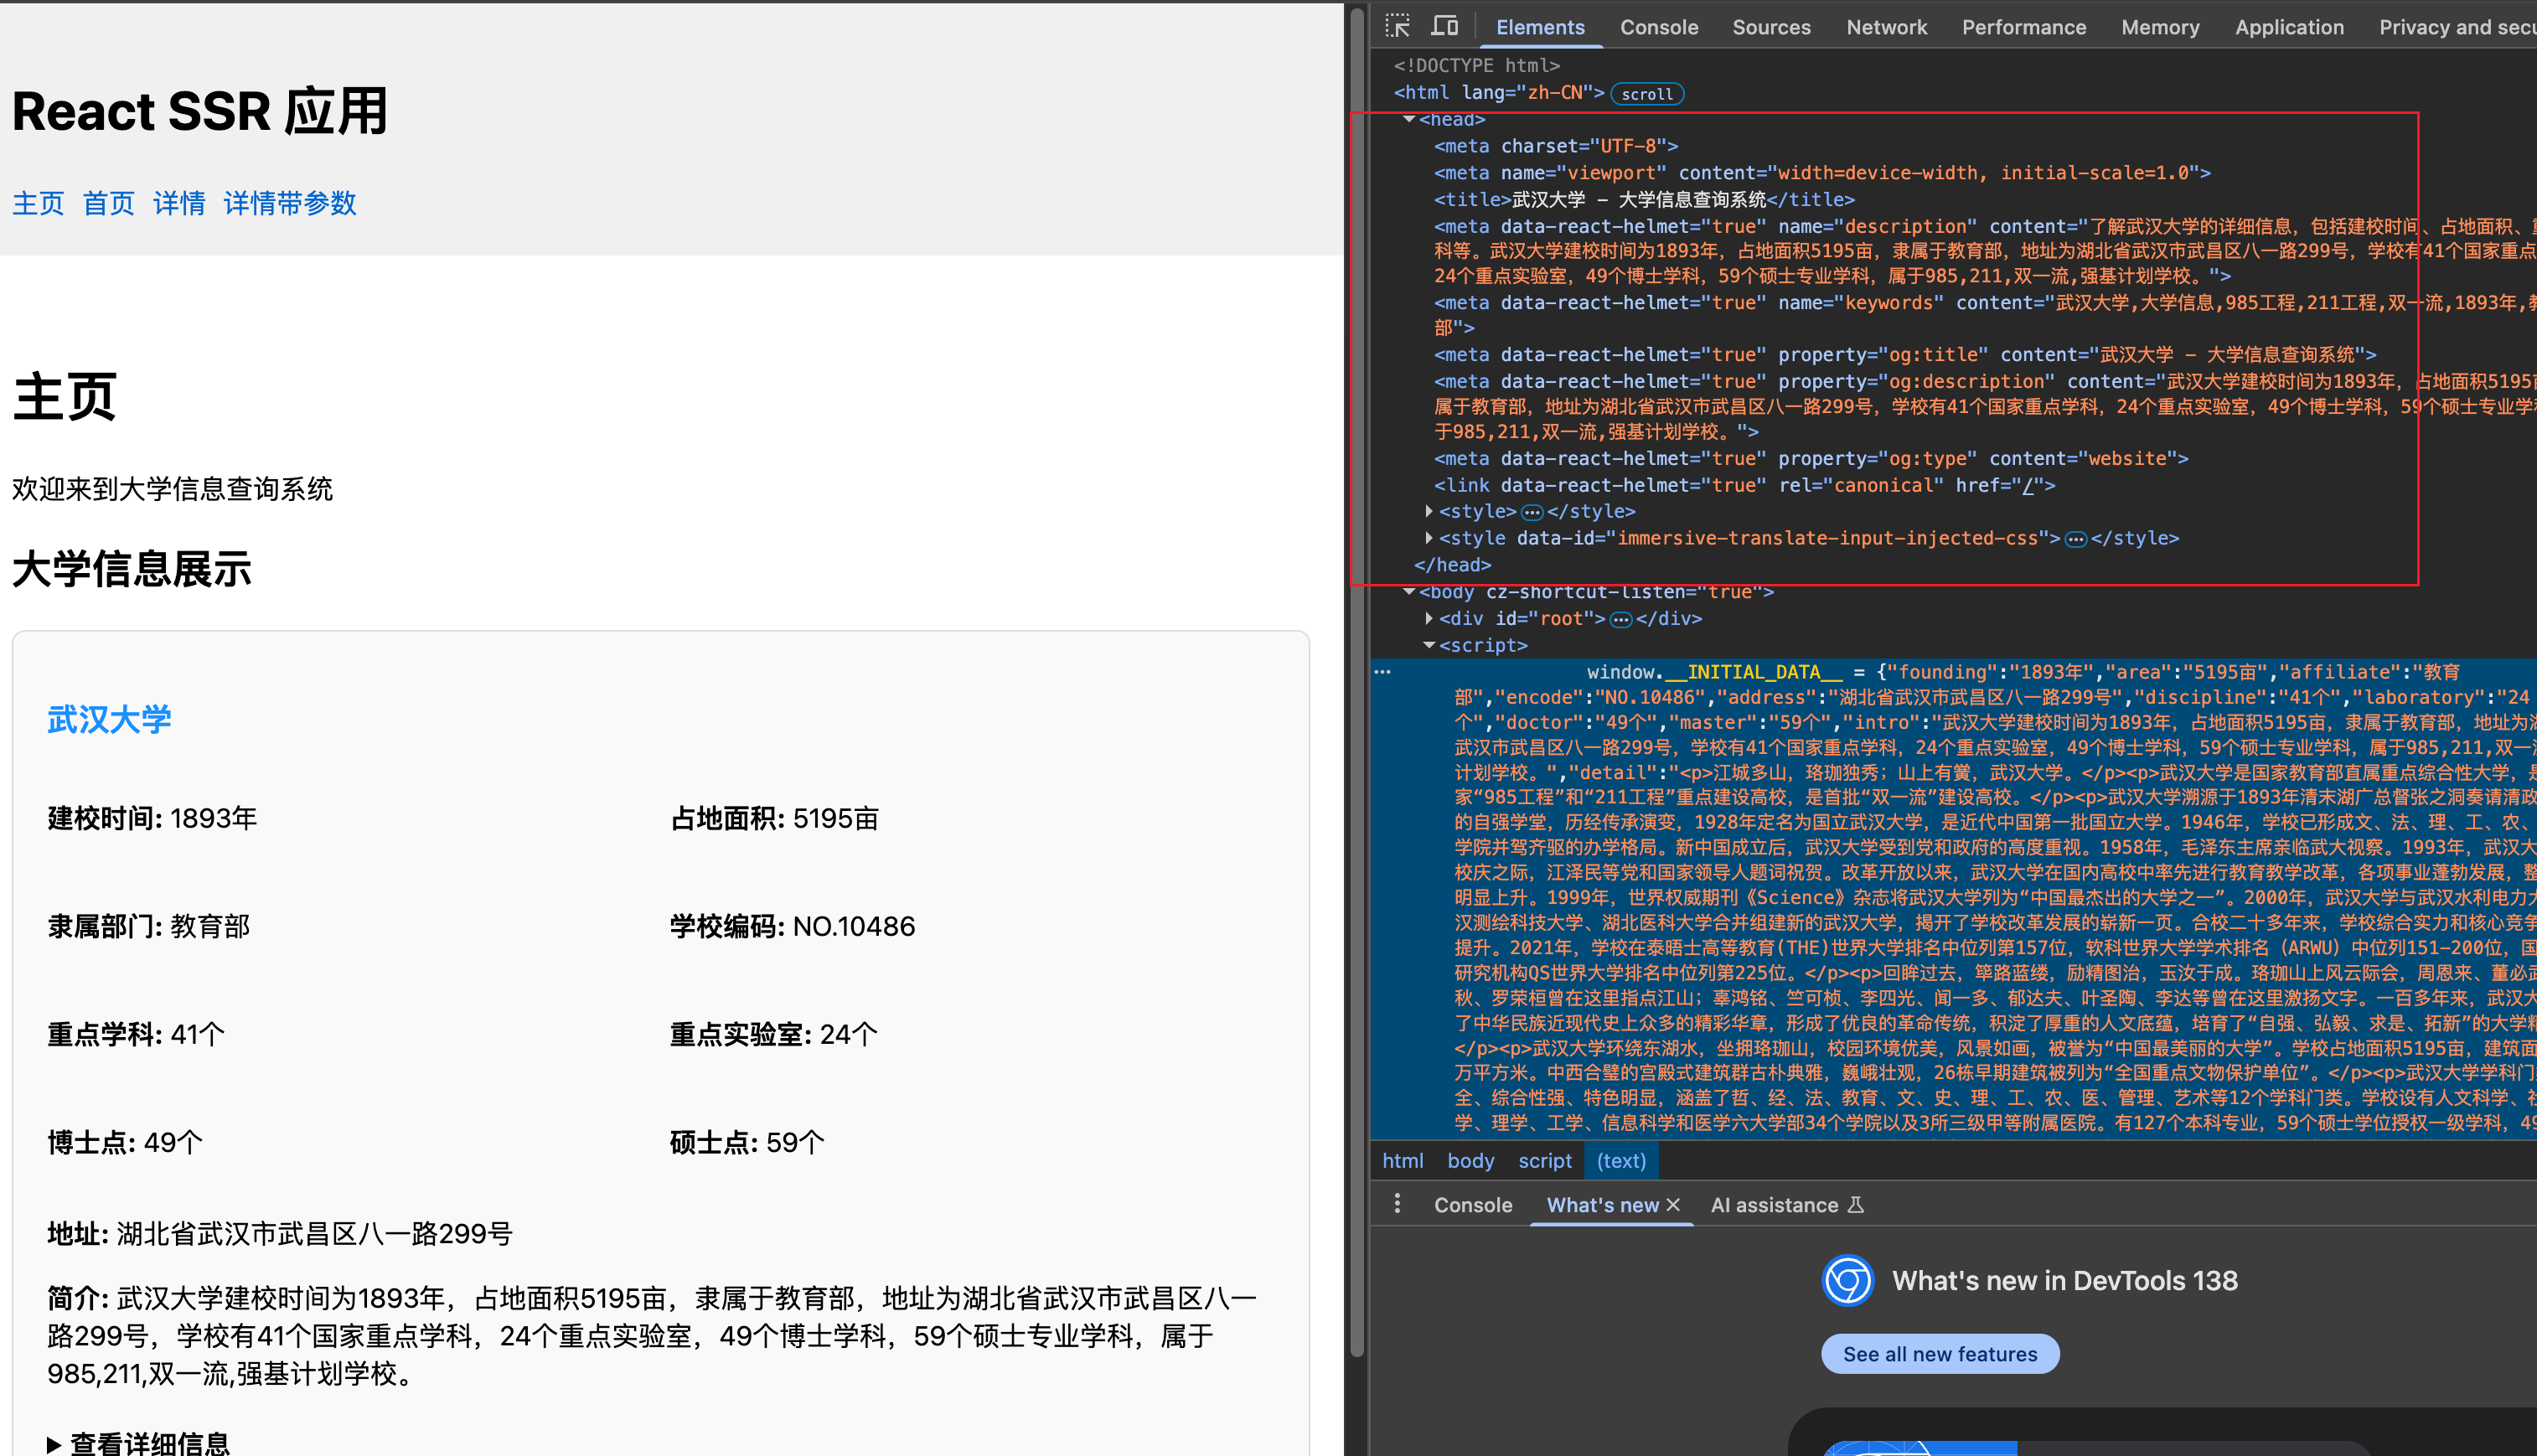 React SSR 应用
主页 首页 详情 详情带参数
主页
欢迎来到大学信息查询系统
大学信息展示
武汉大学
建校时间: 1893年 占地面积: 5195亩
隶属部门: 教育部 学校编码: NO.10486
重点学科: 41个 重点实验室: 24个
博士点: 49个 硕士点: 59个
地址: 湖北省武汉市武昌区八一路299号
简介: 武汉大学建校时间为1893年，占地面积5195亩，隶属于教育部，地址为湖北省武汉市武昌区八一
路299号，学校有41个国家重点学科，24个重点实验室，49个博士学科，59个硕士专业学科，属于
985,211,双一流,强基计划学校。
▶ 查看详细信息
Elements Console Sources Network Performance Memory Application Privacy and secu
<!DOCTYPE html>
<html lang="zh-CN"> scroll
<head>
<meta charset="UTF-8">
<meta name="viewport" content="width=device-width, initial-scale=1.0">
<title>武汉大学 - 大学信息查询系统</title>
<meta data-react-helmet="true" name="description" content="了解武汉大学的详细信息，包括建校时间、占地面积、
科等。武汉大学建校时间为1893年，占地面积5195亩，隶属于教育部，地址为湖北省武汉市武昌区八一路299号，学校有41个国家重点
24个重点实验室，49个博士学科，59个硕士专业学科，属于985,211,双一流,强基计划学校。">
<meta data-react-helmet="true" name="keywords" content="武汉大学,大学信息,985工程,211工程,双一流,1893年,教
部">
<meta data-react-helmet="true" property="og:title" content="武汉大学 - 大学信息查询系统">
<meta data-react-helmet="true" property="og:description" content="武汉大学建校时间为1893年，占地面积5195亩
属于教育部，地址为湖北省武汉市武昌区八一路299号，学校有41个国家重点学科，24个重点实验室，49个博士学科，59个硕士专业学科
于985,211,双一流,强基计划学校。">
<meta data-react-helmet="true" property="og:type" content="website">
<link data-react-helmet="true" rel="canonical" href="/">
<style>…</style>
<style data-id="immersive-translate-input-injected-css">…</style>
</head>
<body cz-shortcut-listen="true">
<div id="root">…</div>
<script>
window.__INITIAL_DATA__ = {"founding":"1893年","area":"5195亩","affiliate":"教育
部","encode":"NO.10486","address":"湖北省武汉市武昌区八一路299号","discipline":"41个","laboratory":"24
个","doctor":"49个","master":"59个","intro":"武汉大学建校时间为1893年，占地面积5195亩，隶属于教育部，地址为湖
武汉市武昌区八一路299号，学校有41个国家重点学科，24个重点实验室，49个博士学科，59个硕士专业学科，属于985,211,双一流
计划学校。","detail":"<p>江城多山，珞珈独秀；山上有黉，武汉大学。</p><p>武汉大学是国家教育部直属重点综合性大学，是
家“985工程”和“211工程”重点建设高校，是首批“双一流”建设高校。</p><p>武汉大学溯源于1893年清末湖广总督张之洞奏请清政
的自强学堂，历经传承演变，1928年定名为国立武汉大学，是近代中国第一批国立大学。1946年，学校已形成文、法、理、工、农、
学院并驾齐驱的办学格局。新中国成立后，武汉大学受到党和政府的高度重视。1958年，毛泽东主席亲临武大视察。1993年，武汉大
校庆之际，江泽民等党和国家领导人题词祝贺。改革开放以来，武汉大学在国内高校中率先进行教育教学改革，各项事业蓬勃发展，整
明显上升。1999年，世界权威期刊《Science》杂志将武汉大学列为“中国最杰出的大学之一”。2000年，武汉大学与武汉水利电力大
汉测绘科技大学、湖北医科大学合并组建新的武汉大学，揭开了学校改革发展的崭新一页。合校二十多年来，学校综合实力和核心竞争
提升。2021年，学校在泰晤士高等教育(THE)世界大学排名中位列第157位，软科世界大学学术排名（ARWU）中位列151-200位，国
研究机构QS世界大学排名中位列第225位。</p><p>回眸过去，筚路蓝缕，励精图治，玉汝于成。珞珈山上风云际会，周恩来、董必武
秋、罗荣桓曾在这里指点江山；辜鸿铭、竺可桢、李四光、闻一多、郁达夫、叶圣陶、李达等曾在这里激扬文字。一百多年来，武汉大
了中华民族近现代史上众多的精彩华章，形成了优良的革命传统，积淀了厚重的人文底蕴，培育了“自强、弘毅、求是、拓新”的大学精
</p><p>武汉大学环绕东湖水，坐拥珞珈山，校园环境优美，风景如画，被誉为“中国最美丽的大学”。学校占地面积5195亩，建筑面
万平方米。中西合璧的宫殿式建筑群古朴典雅，巍峨壮观，26栋早期建筑被列为“全国重点文物保护单位”。</p><p>武汉大学学科门
全、综合性强、特色明显，涵盖了哲、经、法、教育、文、史、理、工、农、医、管理、艺术等12个学科门类。学校设有人文科学、社
学、理学、工学、信息科学和医学六大学部34个学院以及3所三级甲等附属医院。有127个本科专业，59个硕士学位授权一级学科，49
html body script (text)
Console What's new AI assistance
What's new in DevTools 138
See all new features